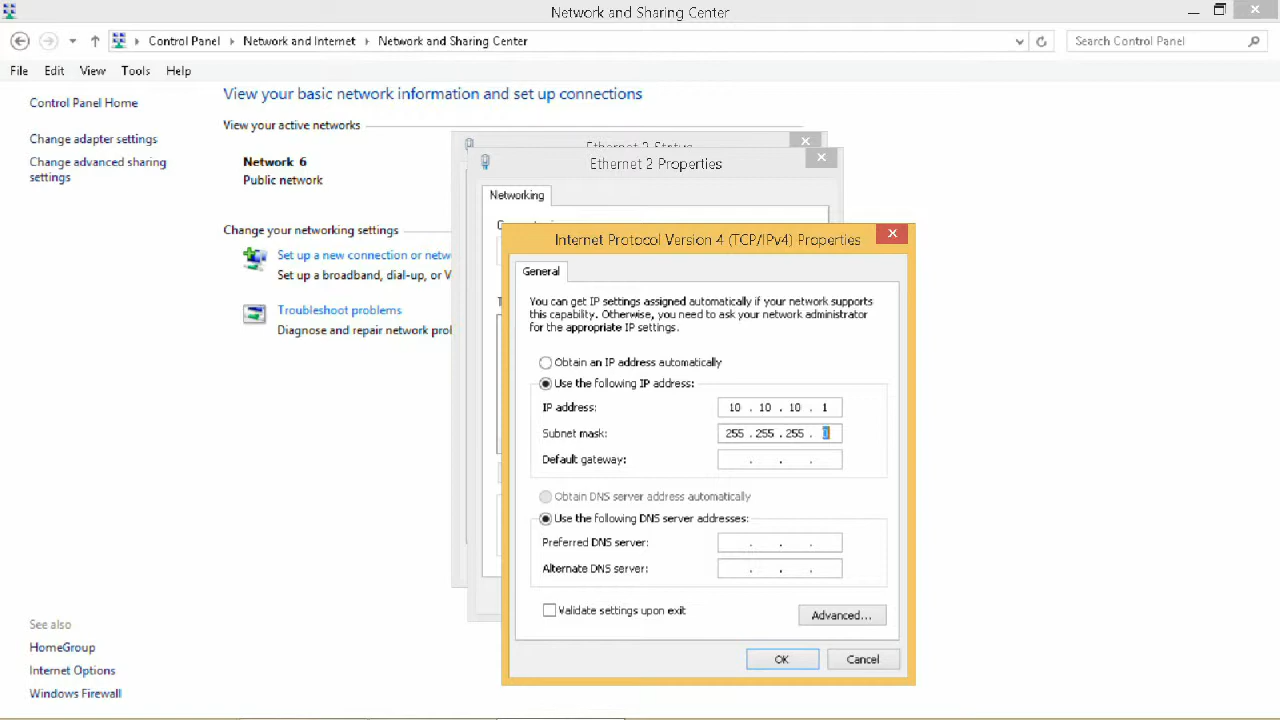 Network and Sharing Center
Control Panel Network and Internet Network and Sharing Center
Search Control Panel
File Edit View Tools Help
Control Panel Home
Change adapter settings
Change advanced sharing
settings
View your basic network information and set up connections
View your active networks
Network 6
Public network
Change your networking settings
Set up a new connection or netw
Set up a broadband, dial-up, or V
Troubleshoot problems
Diagnose and repair network prol
See also
HomeGroup
Internet Options
Windows Firewall
Ethernet 2 Status
Ethernet 2 Properties
Networking
Internet Protocol Version 4 (TCP/IPv4) Properties
General
You can get IP settings assigned automatically if your network supports
this capability. Otherwise, you need to ask your network administrator
for the appropriate IP settings.
Obtain an IP address automatically
Use the following IP address:
IP address: 10 . 10 . 10 . 1
Subnet mask: 255 . 255 . 255 . 0
Default gateway: . . .
Obtain DNS server address automatically
Use the following DNS server addresses:
Preferred DNS server: . . .
Alternate DNS server: . . .
Validate settings upon exit
Advanced...
OK Cancel